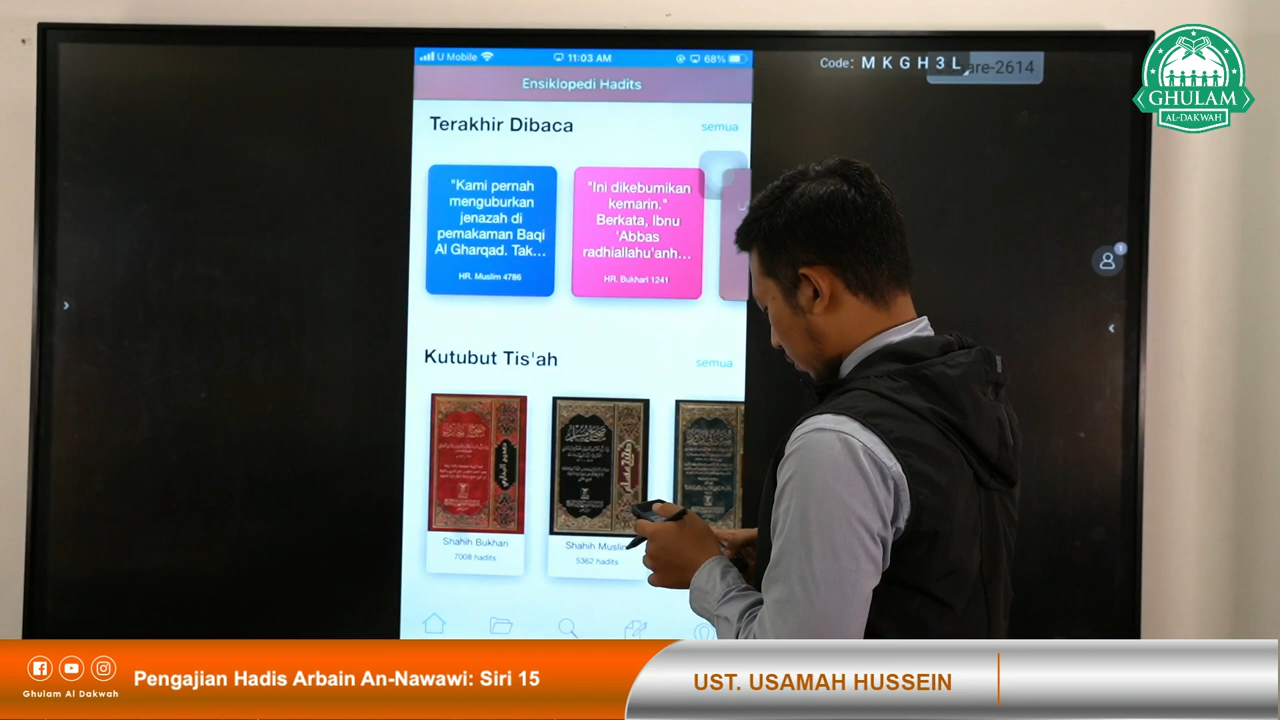 U Mobile
11:03 AM
68%
Ensiklopedi Hadits
Code: M K G H 3 L
are-2614
GHULAM
AL-DAKWAH
Terakhir Dibaca
semua
"Kami pernah
menguburkan
jenazah di
pemakaman Baqi
Al Gharqad. Tak...
HR. Muslim 4786
"Ini dikebumikan
kemarin."
Berkata, Ibnu
'Abbas
radhiallahu'anh...
HR. Bukhari 1241
1
Kutubut Tis'ah
semua
Shahih Bukhari
7008 hadits
Shahih Muslim
5362 hadits
Ghulam Al Dakwah
Pengajian Hadis Arbain An-Nawawi: Siri 15
UST. USAMAH HUSSEIN